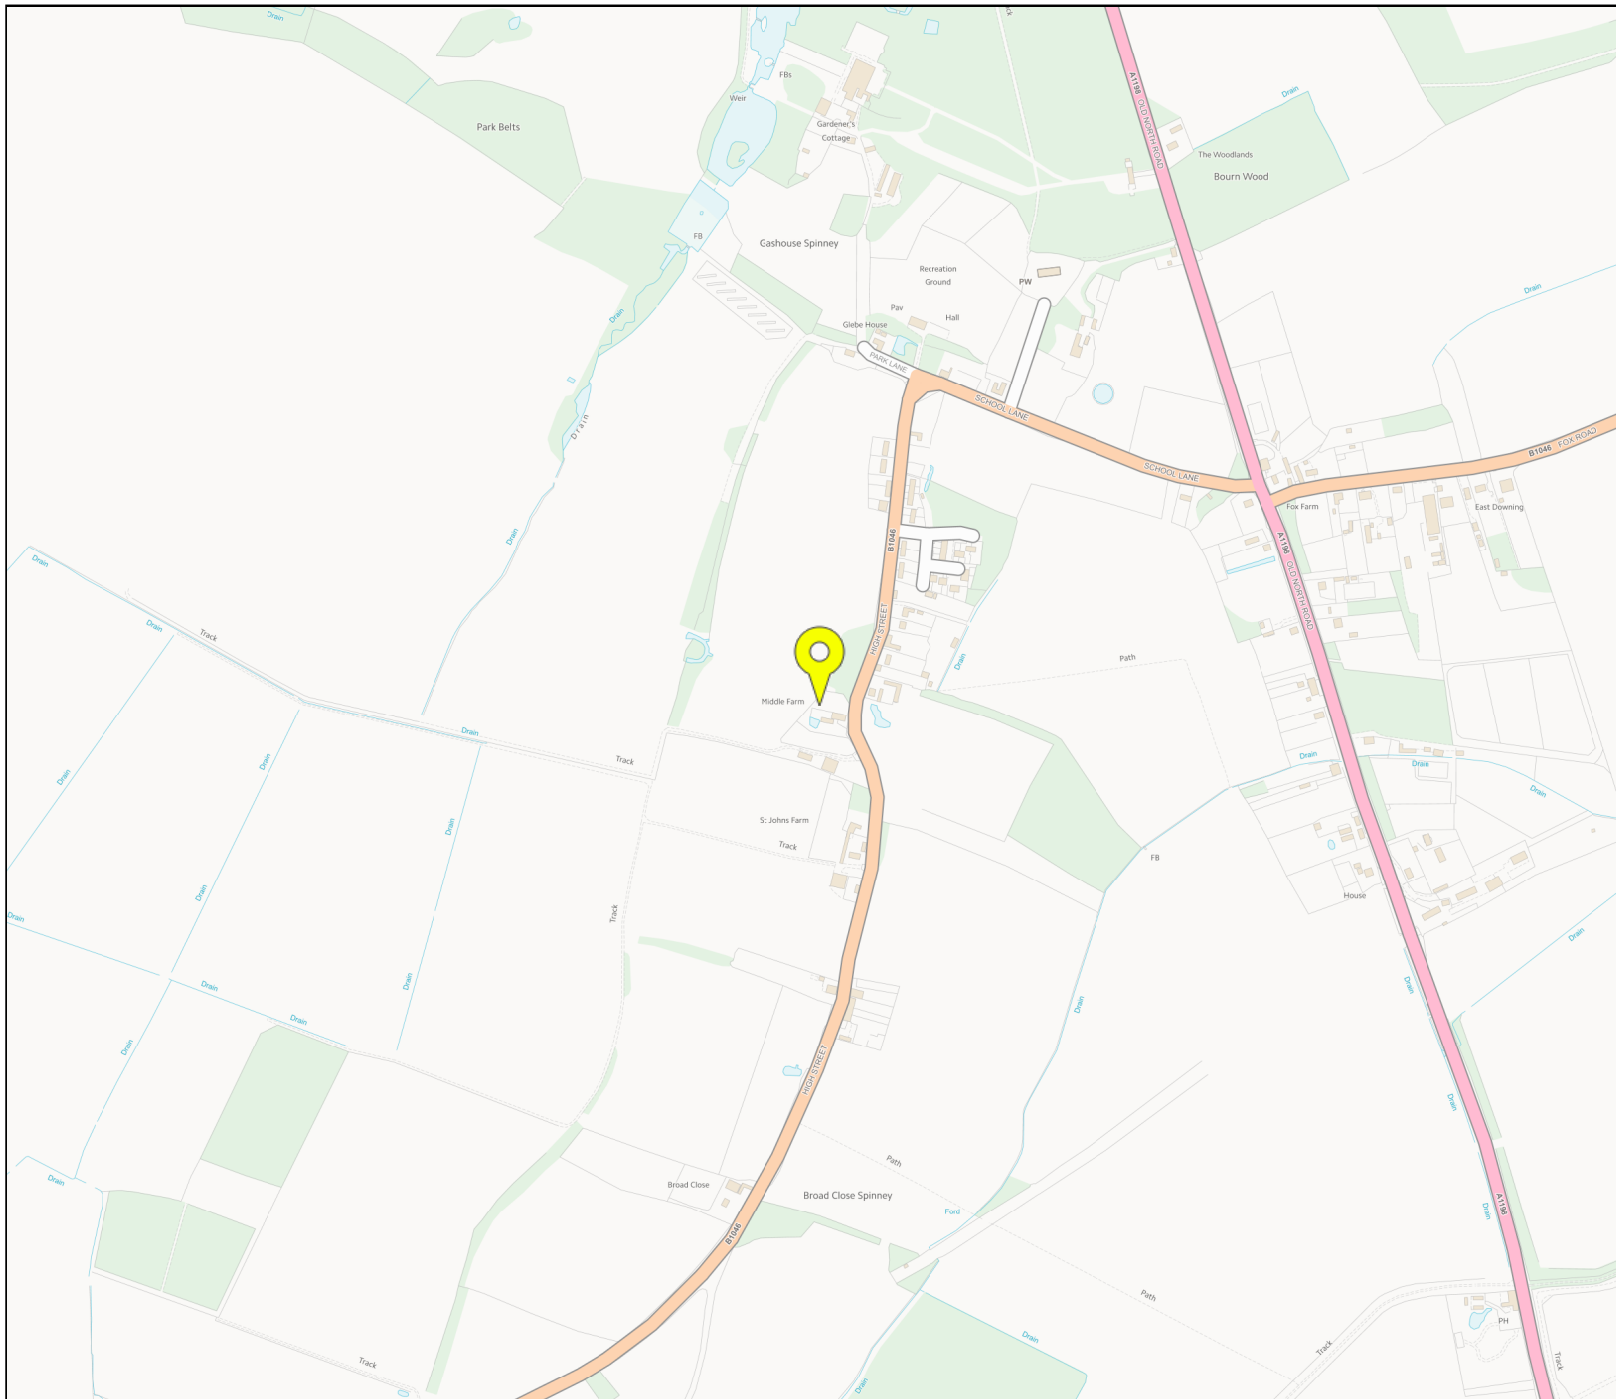 Drain
Track
FBs
Weir
Park Belts
Gardener's
Cottage
A1198
OLD NORTH ROAD
Drain
The Woodlands
Bourn Wood
FB
Gashouse Spinney
Recreation
Ground
PW
Drain
Drain
Pav
Hall
Glebe House
PARK LANE
SCHOOL LANE
Drain
SCHOOL LANE
B1046
FOX ROAD
Fox Farm
East Downing
Drain
B1046
A1198
OLD NORTH ROAD
Drain
Drain
Track
HIGH STREET
Drain
Path
Middle Farm
Drain
Drain
Drain
Track
Drain
Drain
Drain
Drain
St Johns Farm
Track
FB
House
Drain
Drain
Track
Drain
Drain
Drain
Drain
Drain
Drain
Drain
Drain
HIGH STREET
Drain
Path
Drain
Broad Close
Broad Close Spinney
Ford
Drain
A1198
B1046
Path
Drain
PH
Track
Track
Track
Drain